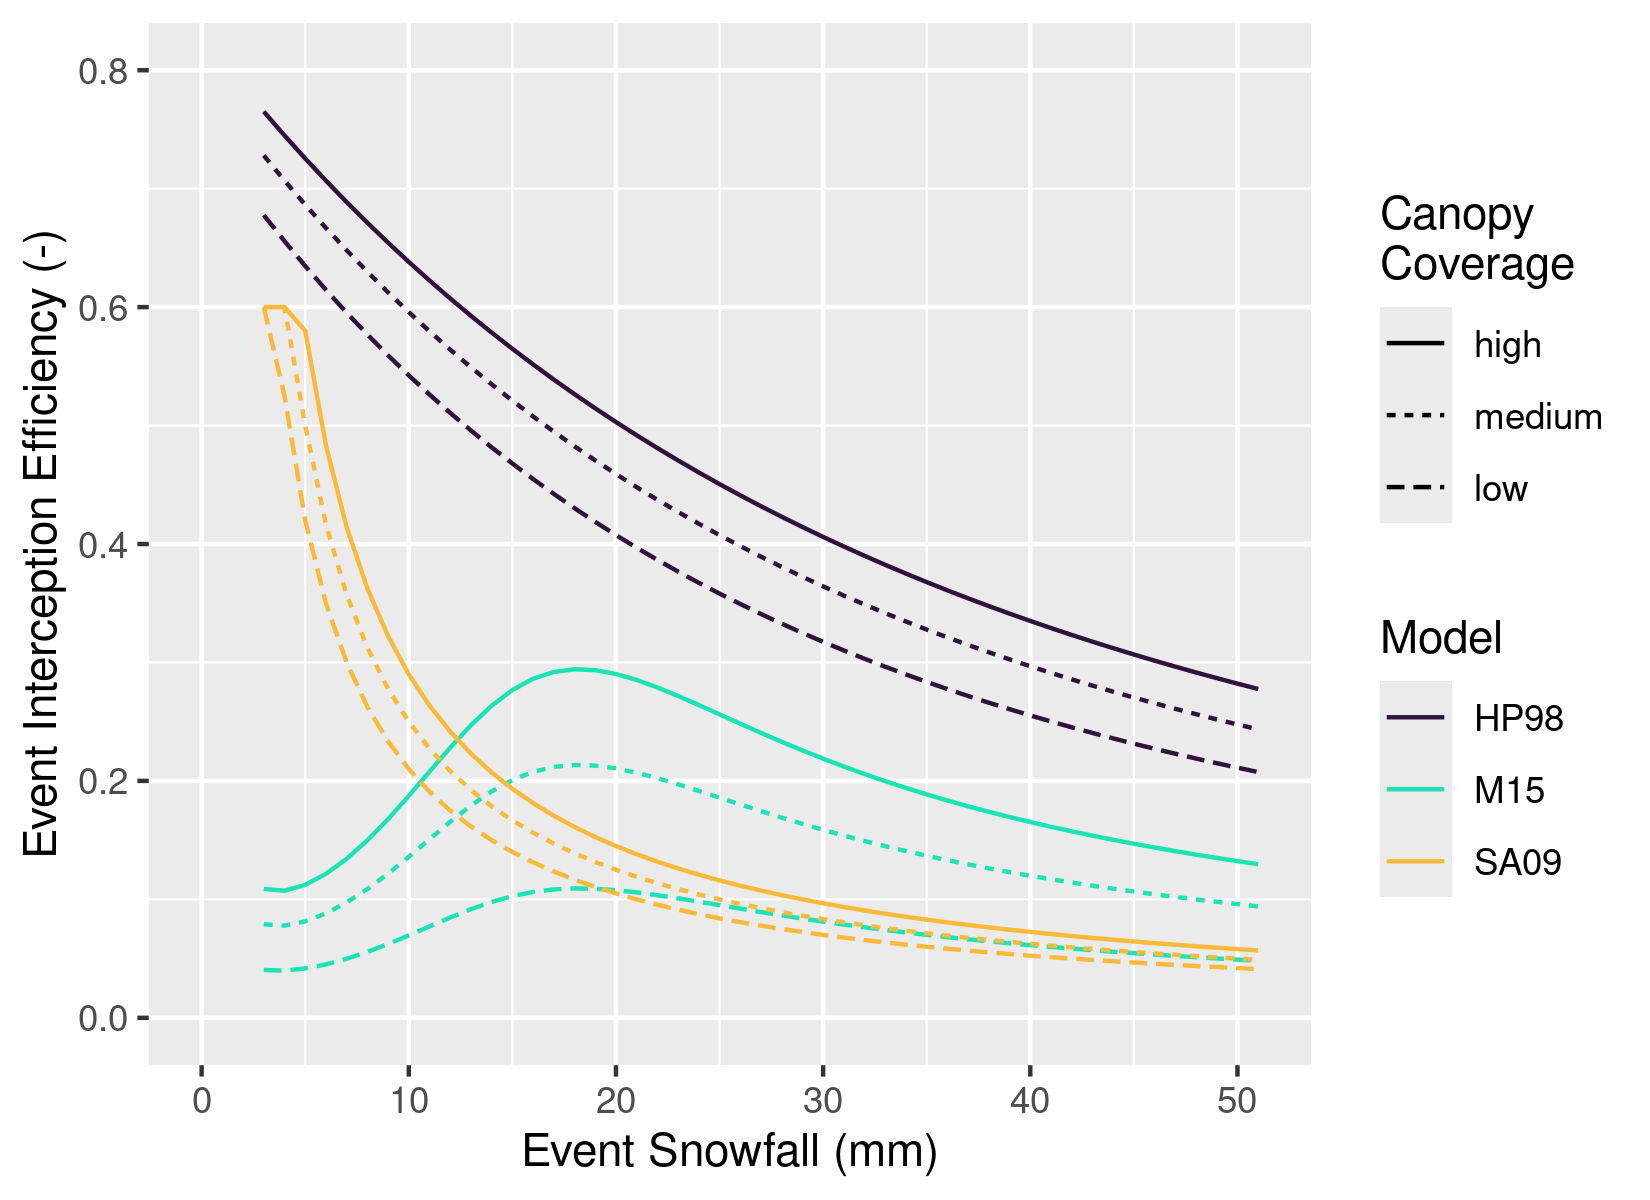 Event Interception Efficiency (-)
0.8
0.6
0.4
0.2
0.0
0 10 20 30 40 50
Event Snowfall (mm)
Canopy
Coverage
high
medium
low
Model
HP98
M15
SA09